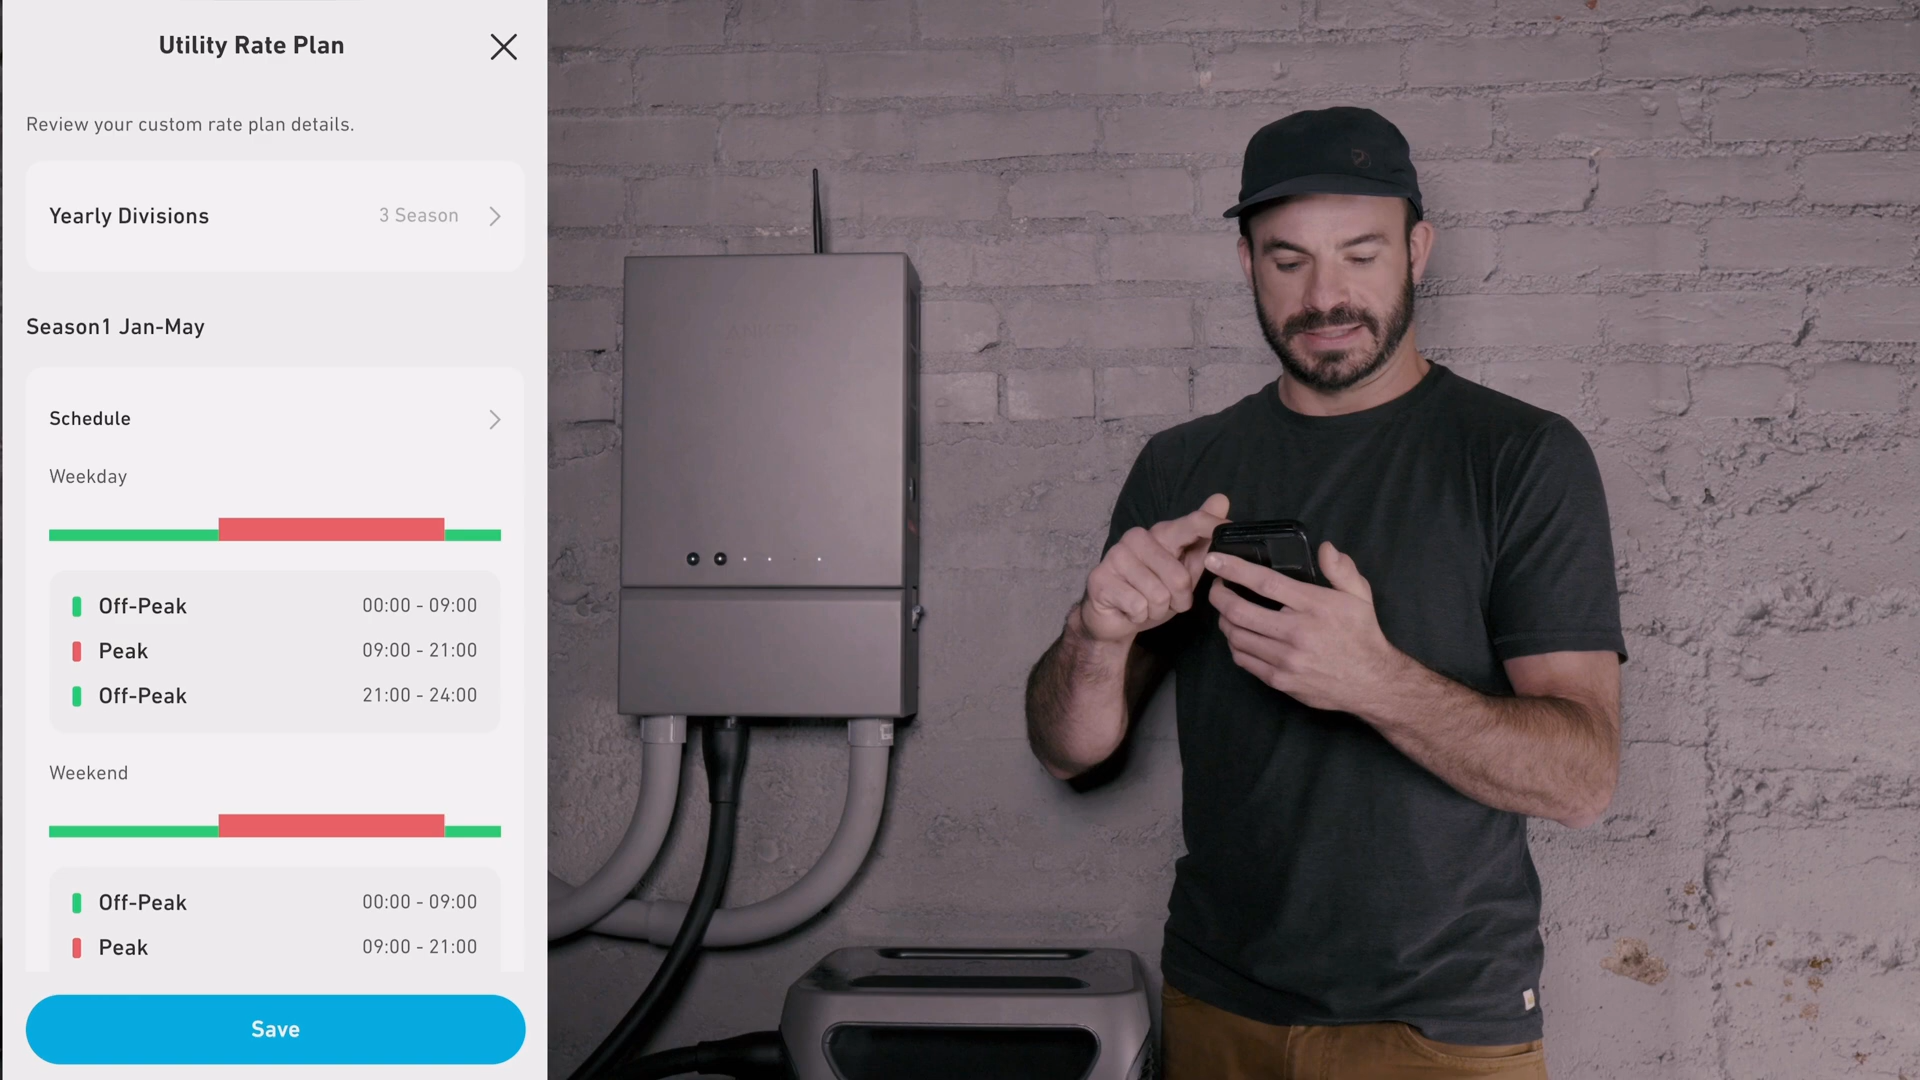 Utility Rate Plan
Review your custom rate plan details.
Yearly Divisions 3 Season
Season1 Jan-May
Schedule
Weekday
Off-Peak 00:00 - 09:00
Peak 09:00 - 21:00
Off-Peak 21:00 - 24:00
Weekend
Off-Peak 00:00 - 09:00
Peak 09:00 - 21:00
Save